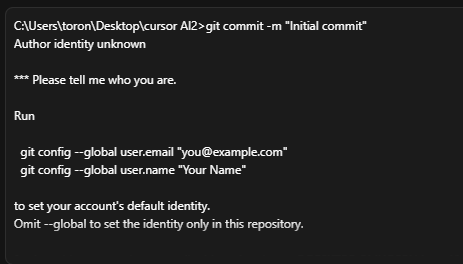 C:\Users\toron\Desktop\cursor AI2>git commit -m "Initial commit"
Author identity unknown
*** Please tell me who you are.
Run
git config --global user.email "you@example.com"
git config --global user.name "Your Name"
to set your account's default identity.
Omit --global to set the identity only in this repository.